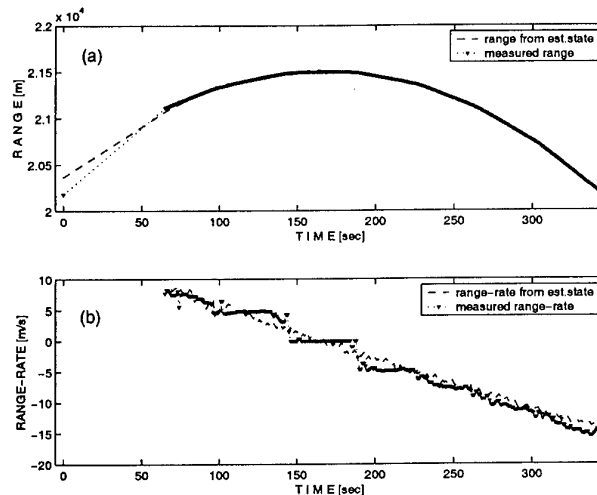 x 10⁴
2.2
2.15
2.1
2.05
2
RANGE [m]
(a)
range from est.state
measured range
0 50 100 150 200 250 300
TIME [sec]
10
5
0
−5
−10
−15
−20
RANGE−RATE [m/s]
(b)
range−rate from est.state
measured range−rate
0 50 100 150 200 250 300
TIME [sec]